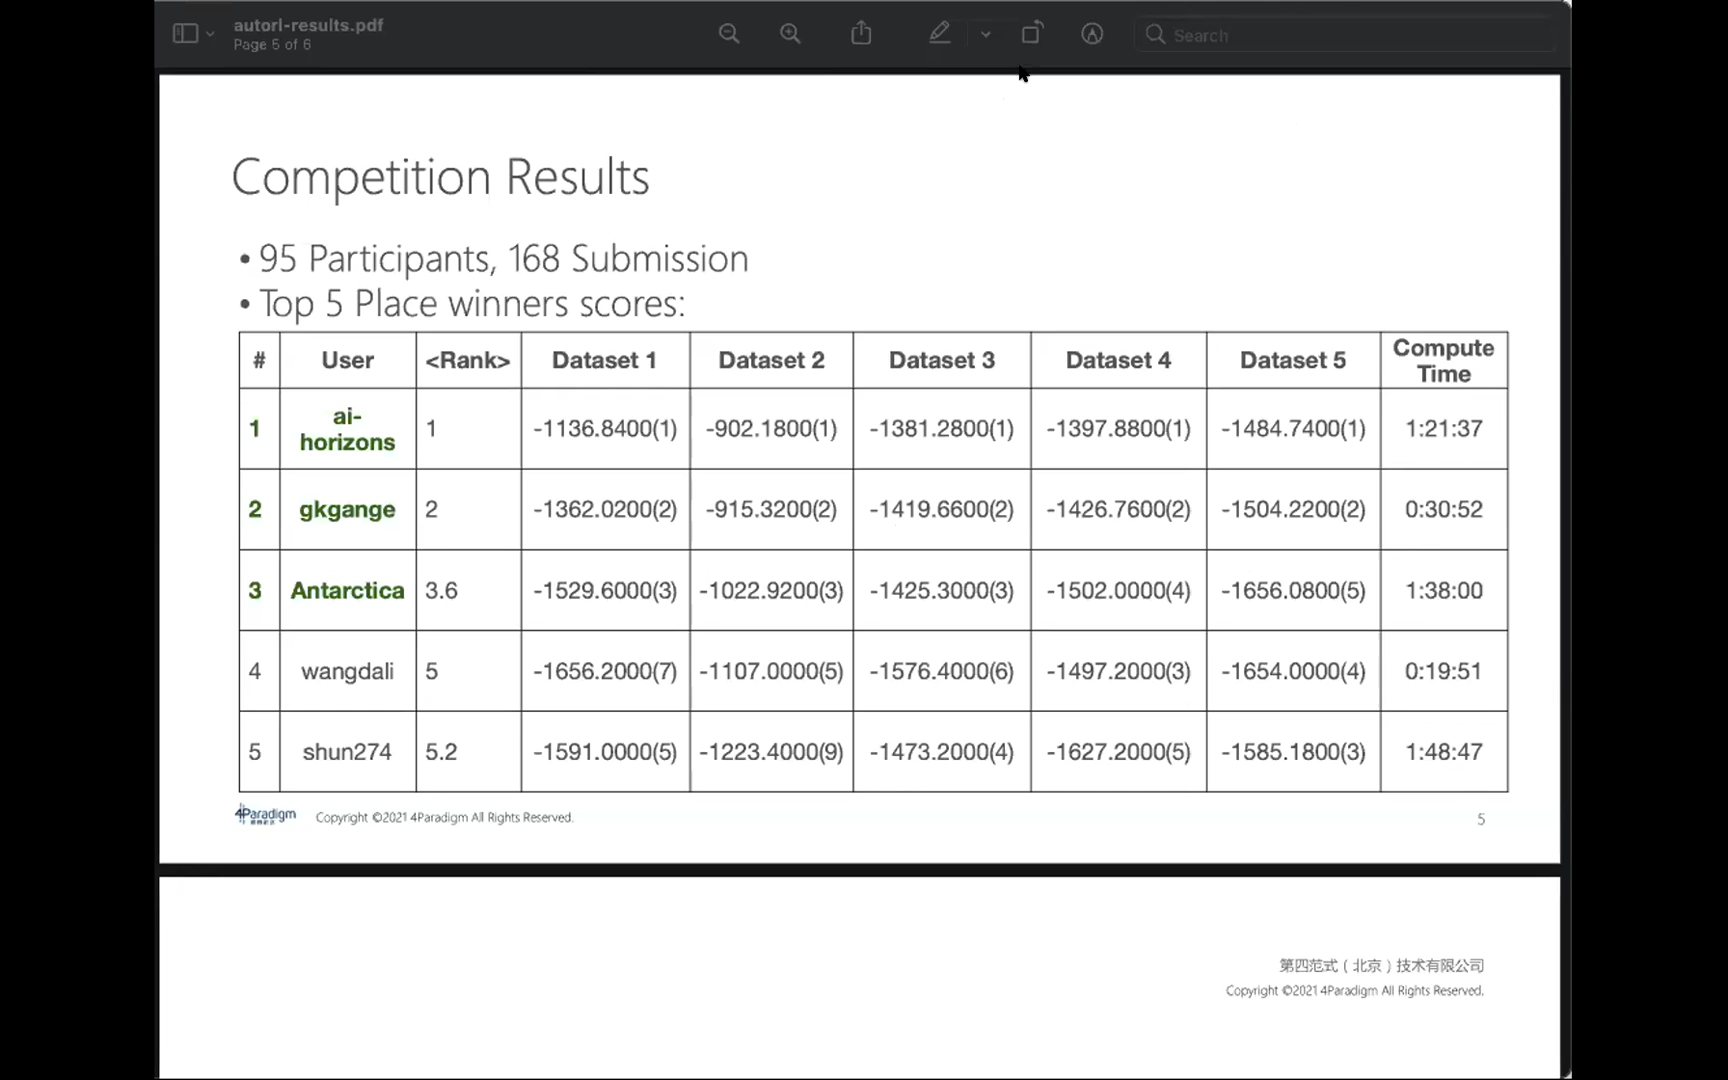 autorl-results.pdf
Page 5 of 6
Search
Competition Results
• 95 Participants, 168 Submission
• Top 5 Place winners scores:
# User <Rank> Dataset 1 Dataset 2 Dataset 3 Dataset 4 Dataset 5 Compute Time
1 ai-horizons 1 -1136.8400(1) -902.1800(1) -1381.2800(1) -1397.8800(1) -1484.7400(1) 1:21:37
2 gkgange 2 -1362.0200(2) -915.3200(2) -1419.6600(2) -1426.7600(2) -1504.2200(2) 0:30:52
3 Antarctica 3.6 -1529.6000(3) -1022.9200(3) -1425.3000(3) -1502.0000(4) -1656.0800(5) 1:38:00
4 wangdali 5 -1656.2000(7) -1107.0000(5) -1576.4000(6) -1497.2000(3) -1654.0000(4) 0:19:51
5 shun274 5.2 -1591.0000(5) -1223.4000(9) -1473.2000(4) -1627.2000(5) -1585.1800(3) 1:48:47
4Paradigm
Copyright ©2021 4Paradigm All Rights Reserved.
5
第四范式（北京）技术有限公司
Copyright ©2021 4Paradigm All Rights Reserved.